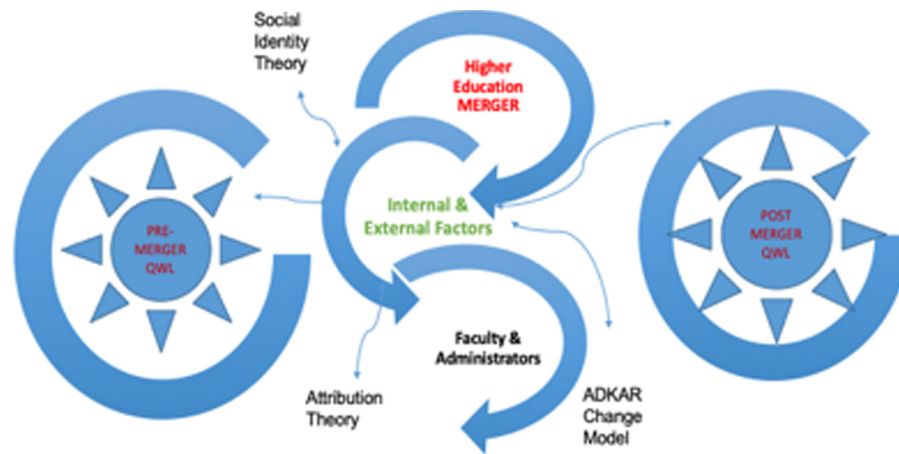 Social
Identity
Theory
Higher
Education
MERGER
PRE-
MERGER
QWL
Internal &
External Factors
POST
MERGER
QWL
Faculty &
Administrators
Attribution
Theory
ADKAR
Change
Model